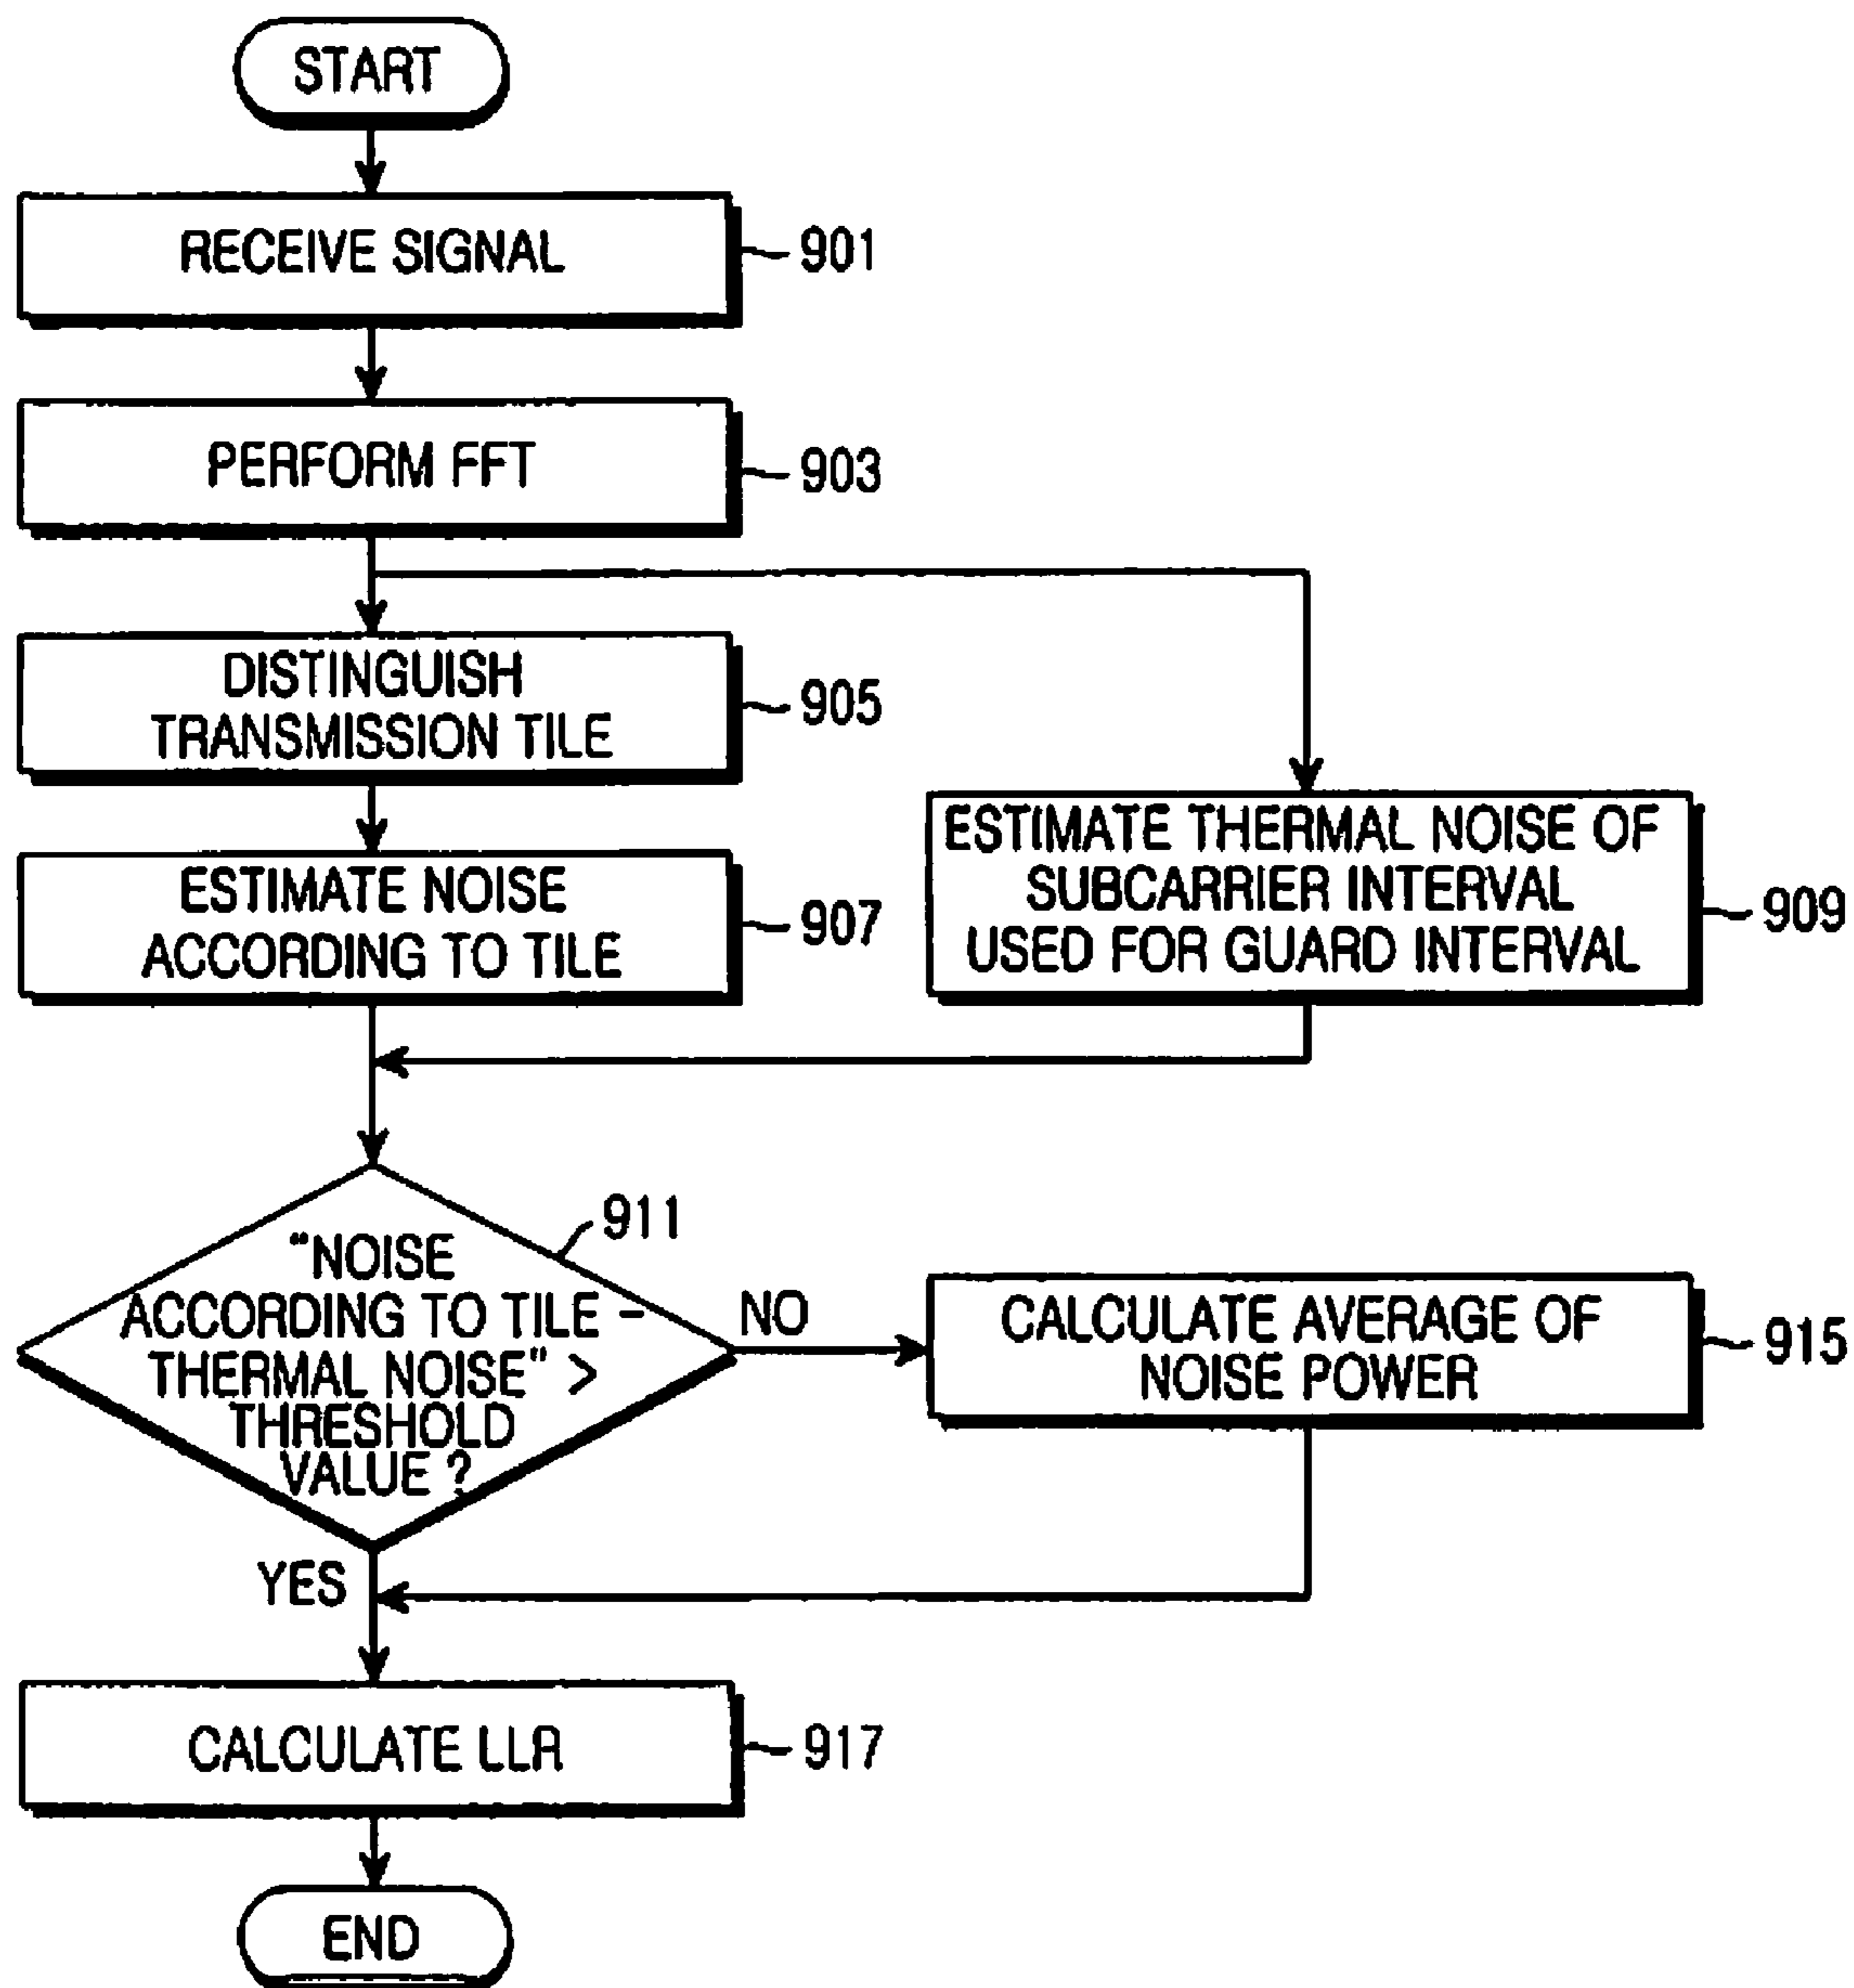 START
RECEIVE SIGNAL
901
PERFORM FFT
903
DISTINGUISH
TRANSMISSION TILE
905
ESTIMATE NOISE
ACCORDING TO TILE
907
ESTIMATE THERMAL NOISE OF
SUBCARRIER INTERVAL
USED FOR GUARD INTERVAL
909
911
"NOISE
ACCORDING TO TILE -
THERMAL NOISE" >
THRESHOLD
VALUE ?
NO
CALCULATE AVERAGE OF
NOISE POWER
915
YES
CALCULATE LLR
917
END